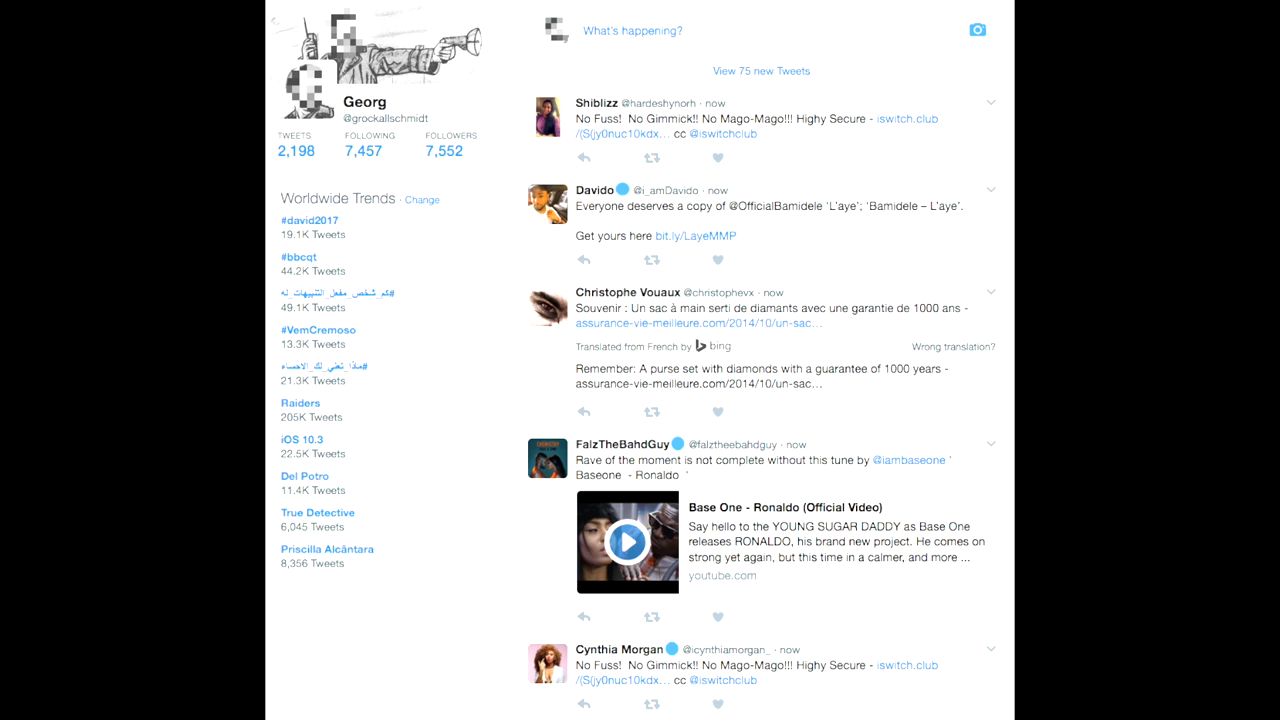 Georg
@grockallschmidt
TWEETS FOLLOWING FOLLOWERS
2,198 7,457 7,552
Worldwide Trends · Change
#david2017
19.1K Tweets
#bbcqt
44.2K Tweets
#كم_شخص_مفعل_التنبيهات_له
49.1K Tweets
#VemCremoso
13.3K Tweets
#ماذا_تعني_لك_الاحساء
21.3K Tweets
Raiders
205K Tweets
iOS 10.3
22.5K Tweets
Del Potro
11.4K Tweets
True Detective
6,045 Tweets
Priscilla Alcântara
8,356 Tweets
What's happening?
View 75 new Tweets
Shiblizz @hardeshynorh · now
No Fuss! No Gimmick!! No Mago-Mago!!! Highy Secure - iswitch.club
/(S(jy0nuc10kdx... cc @iswitchclub
Davido @i_amDavido · now
Everyone deserves a copy of @OfficialBamidele 'L'aye'; 'Bamidele – L'aye'.
Get yours here bit.ly/LayeMMP
Christophe Vouaux @christophevx · now
Souvenir : Un sac à main serti de diamants avec une garantie de 1000 ans -
assurance-vie-meilleure.com/2014/10/un-sac...
Translated from French by bing Wrong translation?
Remember: A purse set with diamonds with a guarantee of 1000 years -
assurance-vie-meilleure.com/2014/10/un-sac...
FalzTheBahdGuy @falztheebahdguy · now
Rave of the moment is not complete without this tune by @iambaseone '
Baseone - Ronaldo '
Base One - Ronaldo (Official Video)
Say hello to the YOUNG SUGAR DADDY as Base One
releases RONALDO, his brand new project. He comes on
strong yet again, but this time in a calmer, and more ...
youtube.com
Cynthia Morgan @icynthiamorgan_ · now
No Fuss! No Gimmick!! No Mago-Mago!!! Highy Secure - iswitch.club
/(S(jy0nuc10kdx... cc @iswitchclub